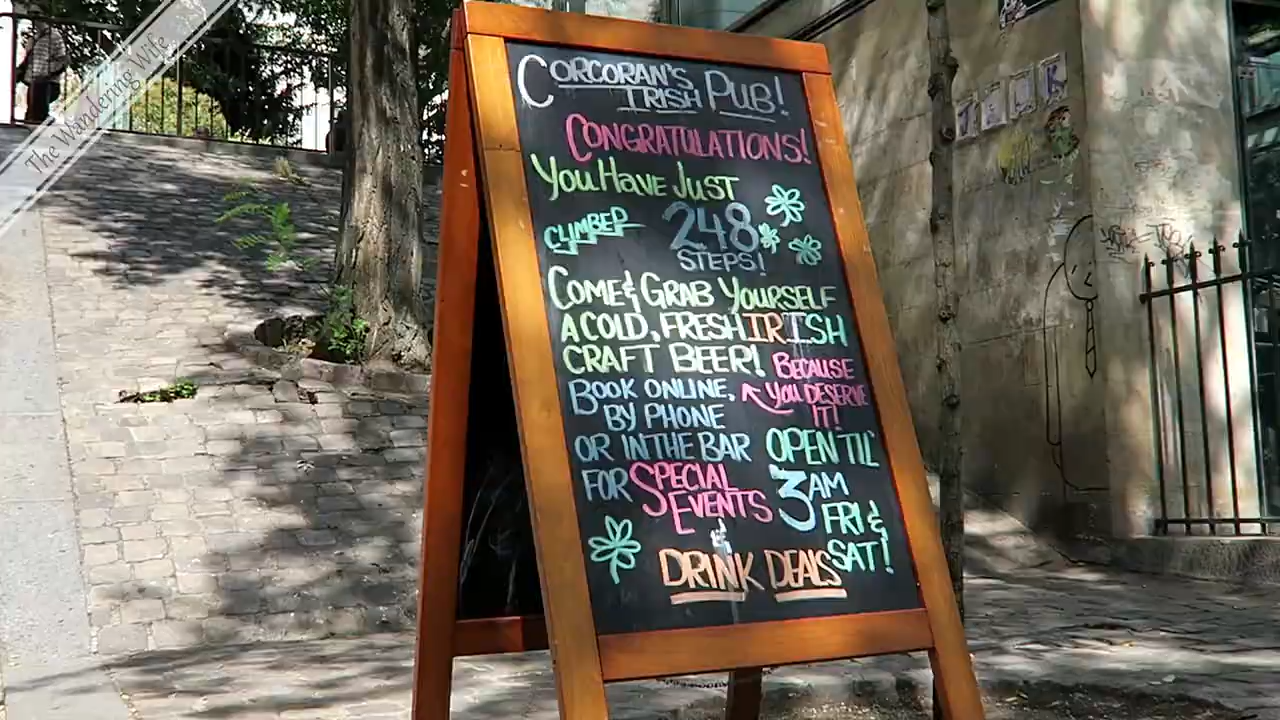 The Wandering Wife
CORCORAN'S
IRISH PUB!
CONGRATULATIONS!
YOU HAVE JUST
CLIMBED 248
STEPS!
COME & GRAB YOURSELF
A COLD, FRESH IRISH
CRAFT BEER! BECAUSE
YOU DESERVE
IT!
BOOK ONLINE,
BY PHONE
OR IN THE BAR
FOR SPECIAL
EVENTS
&
DRINK DEALS
OPEN TIL'
3AM
FRI &
SAT!